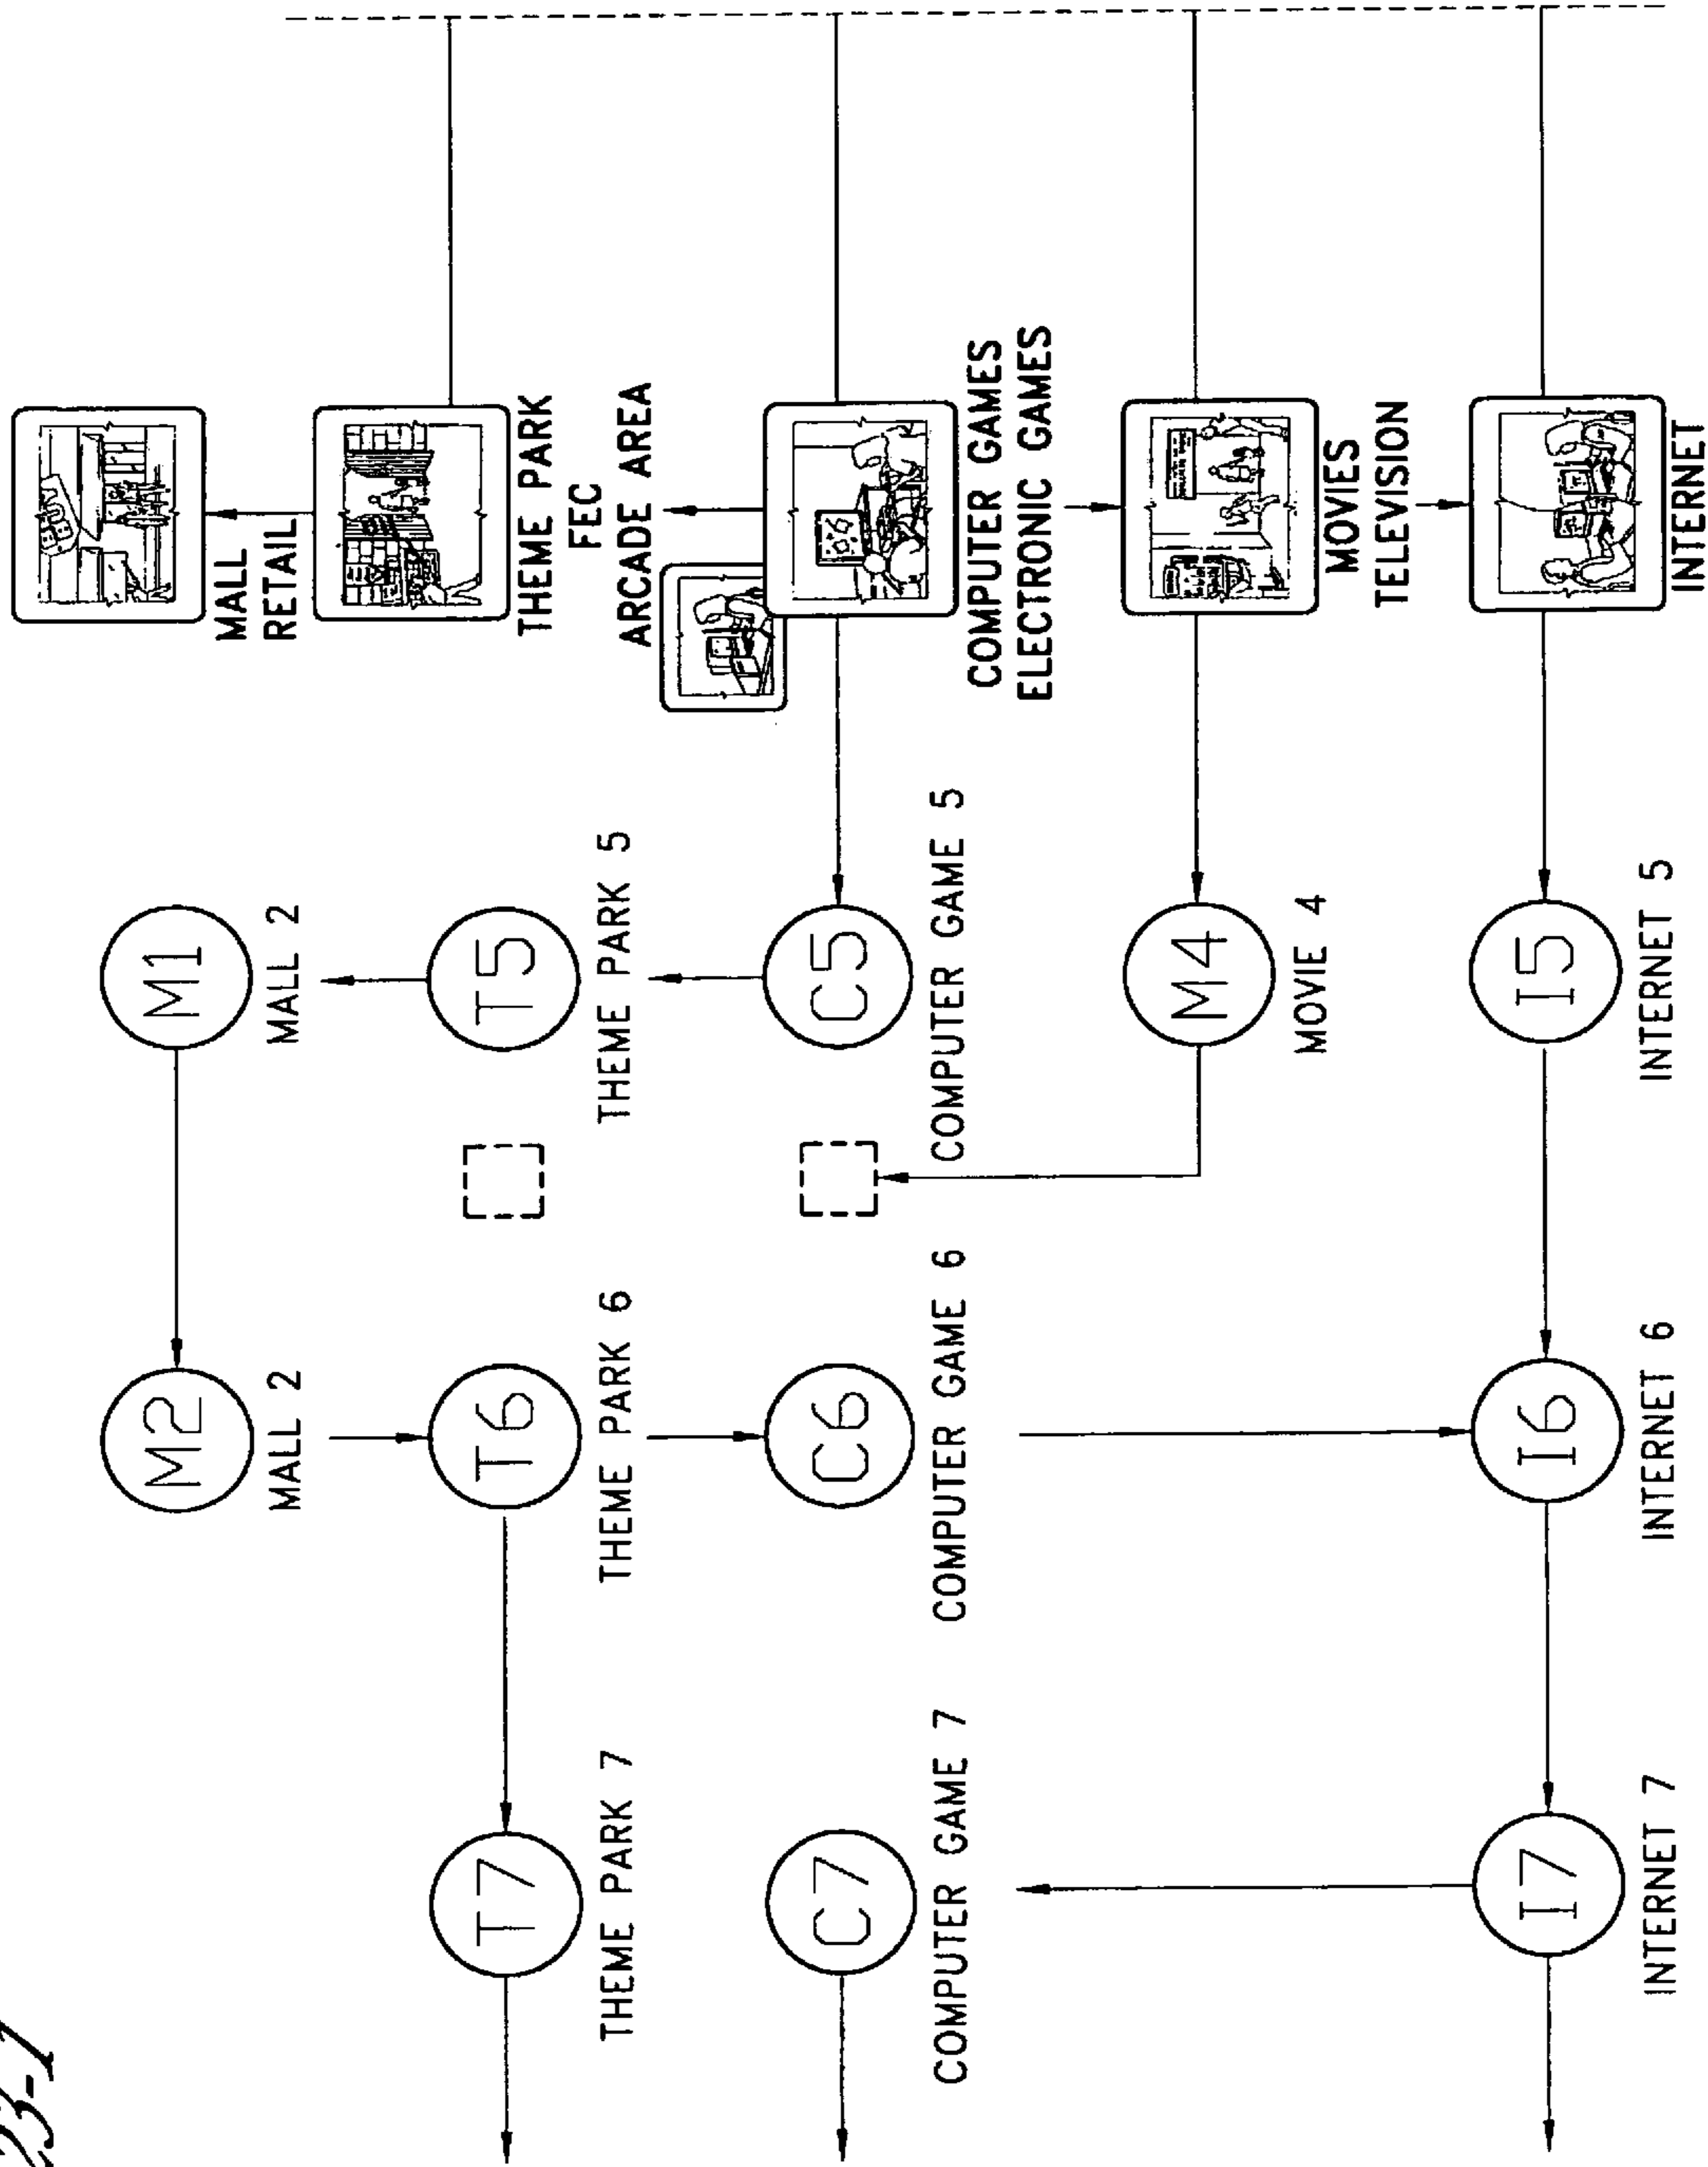 23-1
MALL
RETAIL
THEME PARK
FEC
ARCADE AREA
COMPUTER GAMES
ELECTRONIC GAMES
MOVIES
TELEVISION
INTERNET
M1
MALL 2
T5
THEME PARK 5
C5
COMPUTER GAME 5
M4
MOVIE 4
I5
INTERNET 5
M2
MALL 2
T6
THEME PARK 6
C6
COMPUTER GAME 6
I6
INTERNET 6
T7
THEME PARK 7
C7
COMPUTER GAME 7
I7
INTERNET 7